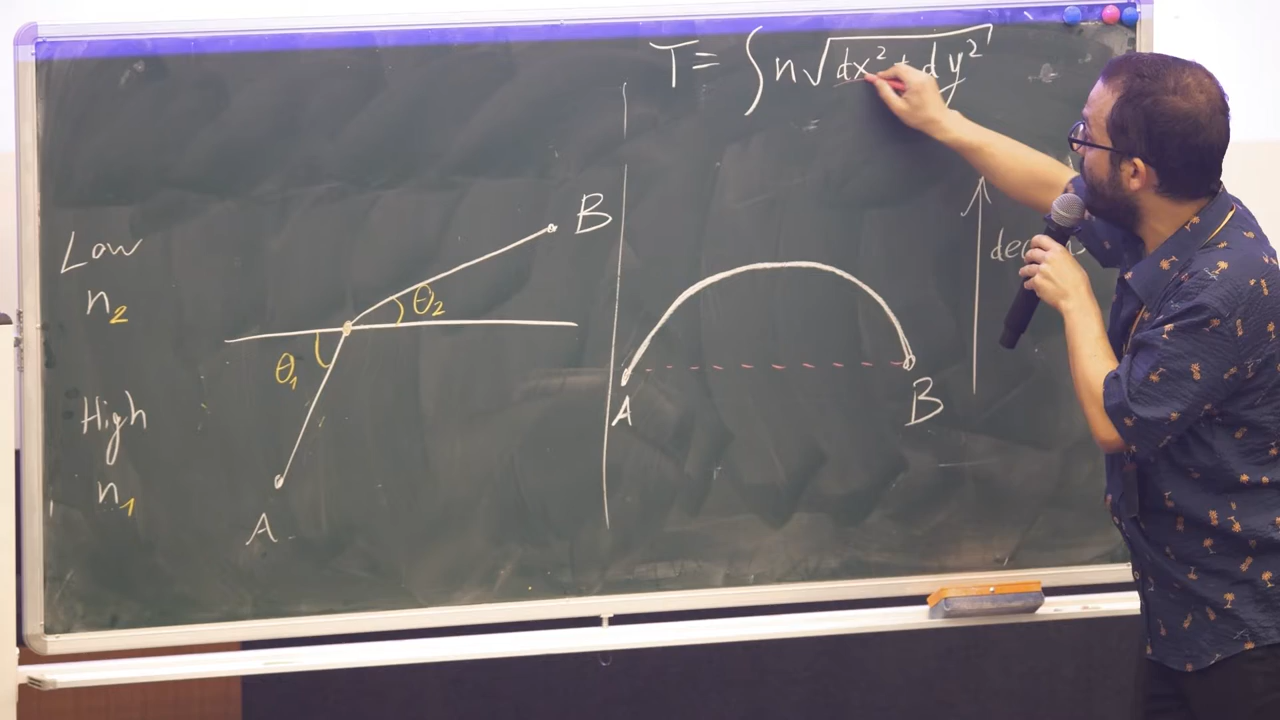 T = ∫n√dx² + dy²
Low
n₂
High
n₁
B
θ₂
θ₁
A
A
B